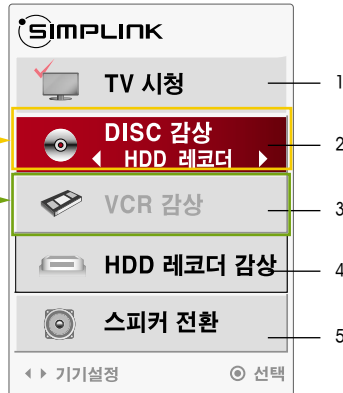 SIMPLINK
TV 시청 1
DISC 감상 2
HDD 레코더
VCR 감상 3
HDD 레코더 감상 4
스피커 전환 5
기기설정 선택